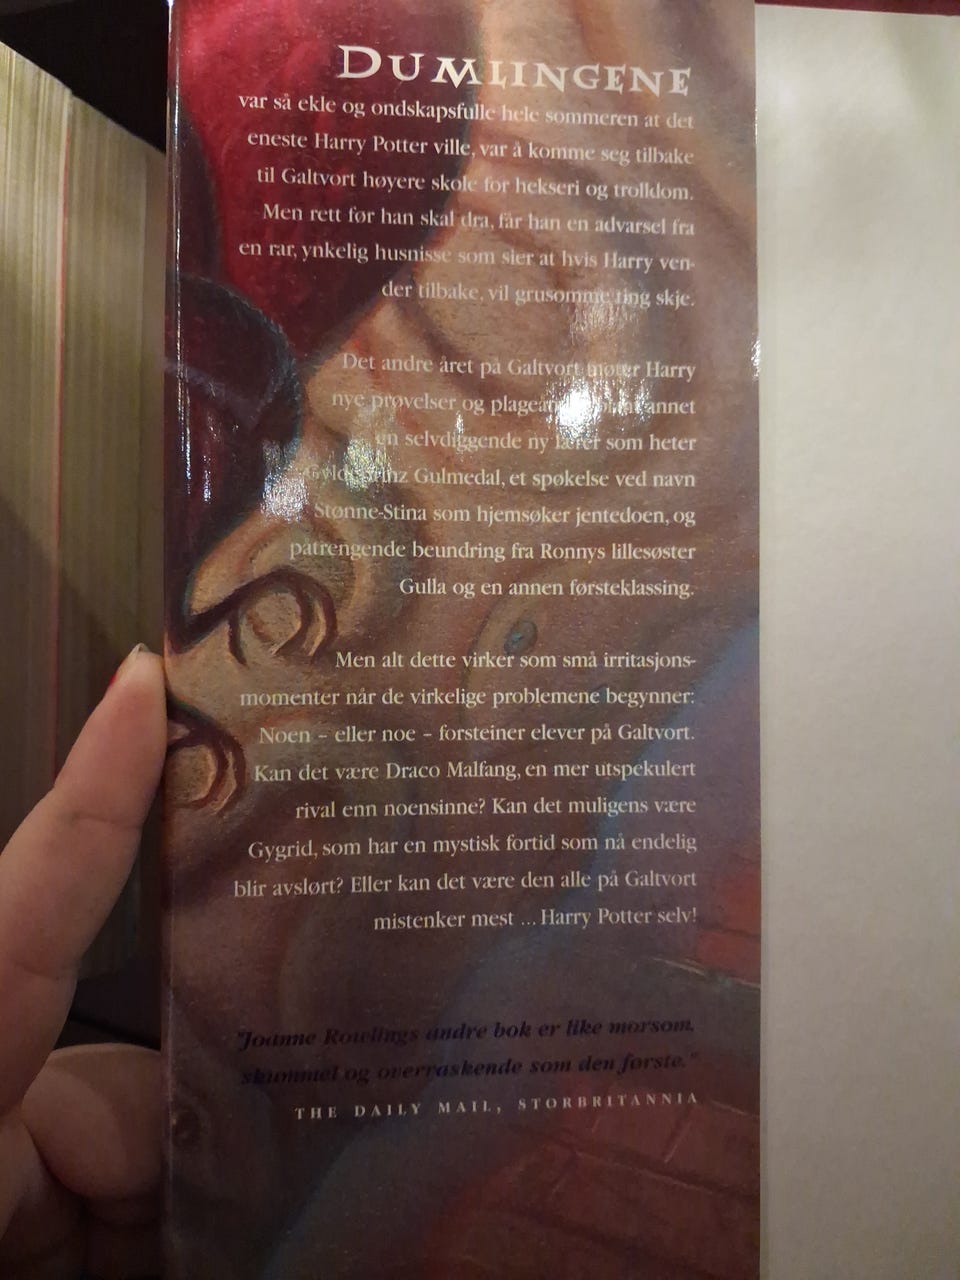 DUMLINGENE
var så ekle og ondskapsfulle hele sommeren at det
eneste Harry Potter ville, var å komme seg tilbake
til Galtvort høyere skole for hekseri og trolldom.
Men rett før han skal dra, får han en advarsel fra
en rar, ynkelig husnisse som sier at hvis Harry ven-
der tilbake, vil grusomme ting skje.
Det andre året på Galtvort møter Harry
nye prøvelser og annet
en selvdiggende ny lærer som heter
Gulmedal, et spøkelse ved navn
Stønne-Stina som hjemsøker jentedoen, og
påtrengende beundring fra Ronnys lillesøster
Gulla og en annen førsteklassing.
Men alt dette virker som små irritasjons-
momenter når de virkelige problemene begynner:
Noen – eller noe – forsteiner elever på Galtvort.
Kan det være Draco Malfang, en mer utspekulert
rival enn noensinne? Kan det muligens være
Gygrid, som har en mystisk fortid som nå endelig
blir avslørt? Eller kan det være den alle på Galtvort
mistenker mest ... Harry Potter selv!
"Joanne Rowlings andre bok er like morsom,
skummel og overraskende som den første."
THE DAILY MAIL, STORBRITANNIA